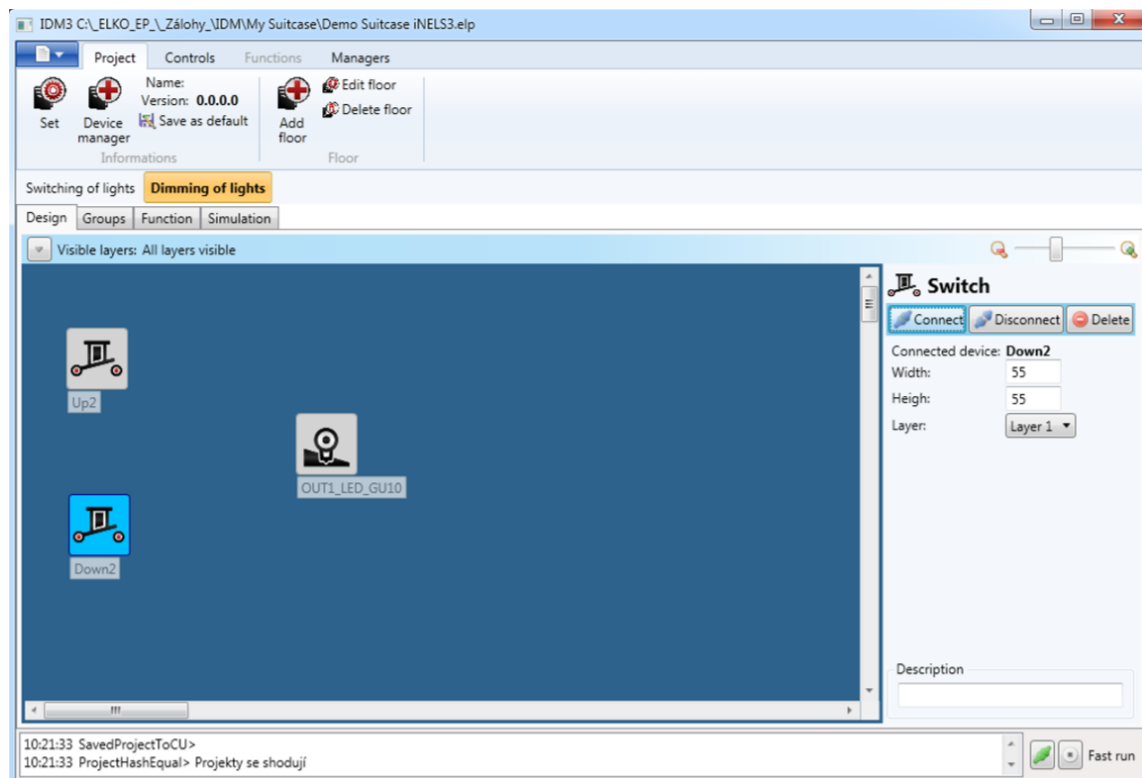 IDM3 C:\_ELKO_EP_\_Zálohy_\IDM\My Suitcase\Demo Suitcase iNELS3.elp
Project Controls Functions Managers
Set
Device manager
Name:
Version: 0.0.0.0
Save as default
Informations
Add floor
Edit floor
Delete floor
Floor
Switching of lights Dimming of lights
Design Groups Function Simulation
Visible layers: All layers visible
Up2
OUT1_LED_GU10
Down2
Switch
Connect Disconnect Delete
Connected device: Down2
Width: 55
Heigh: 55
Layer: Layer 1
Description
10:21:33 SavedProjectToCU>
10:21:33 ProjectHashEqual> Projekty se shodují
Fast run